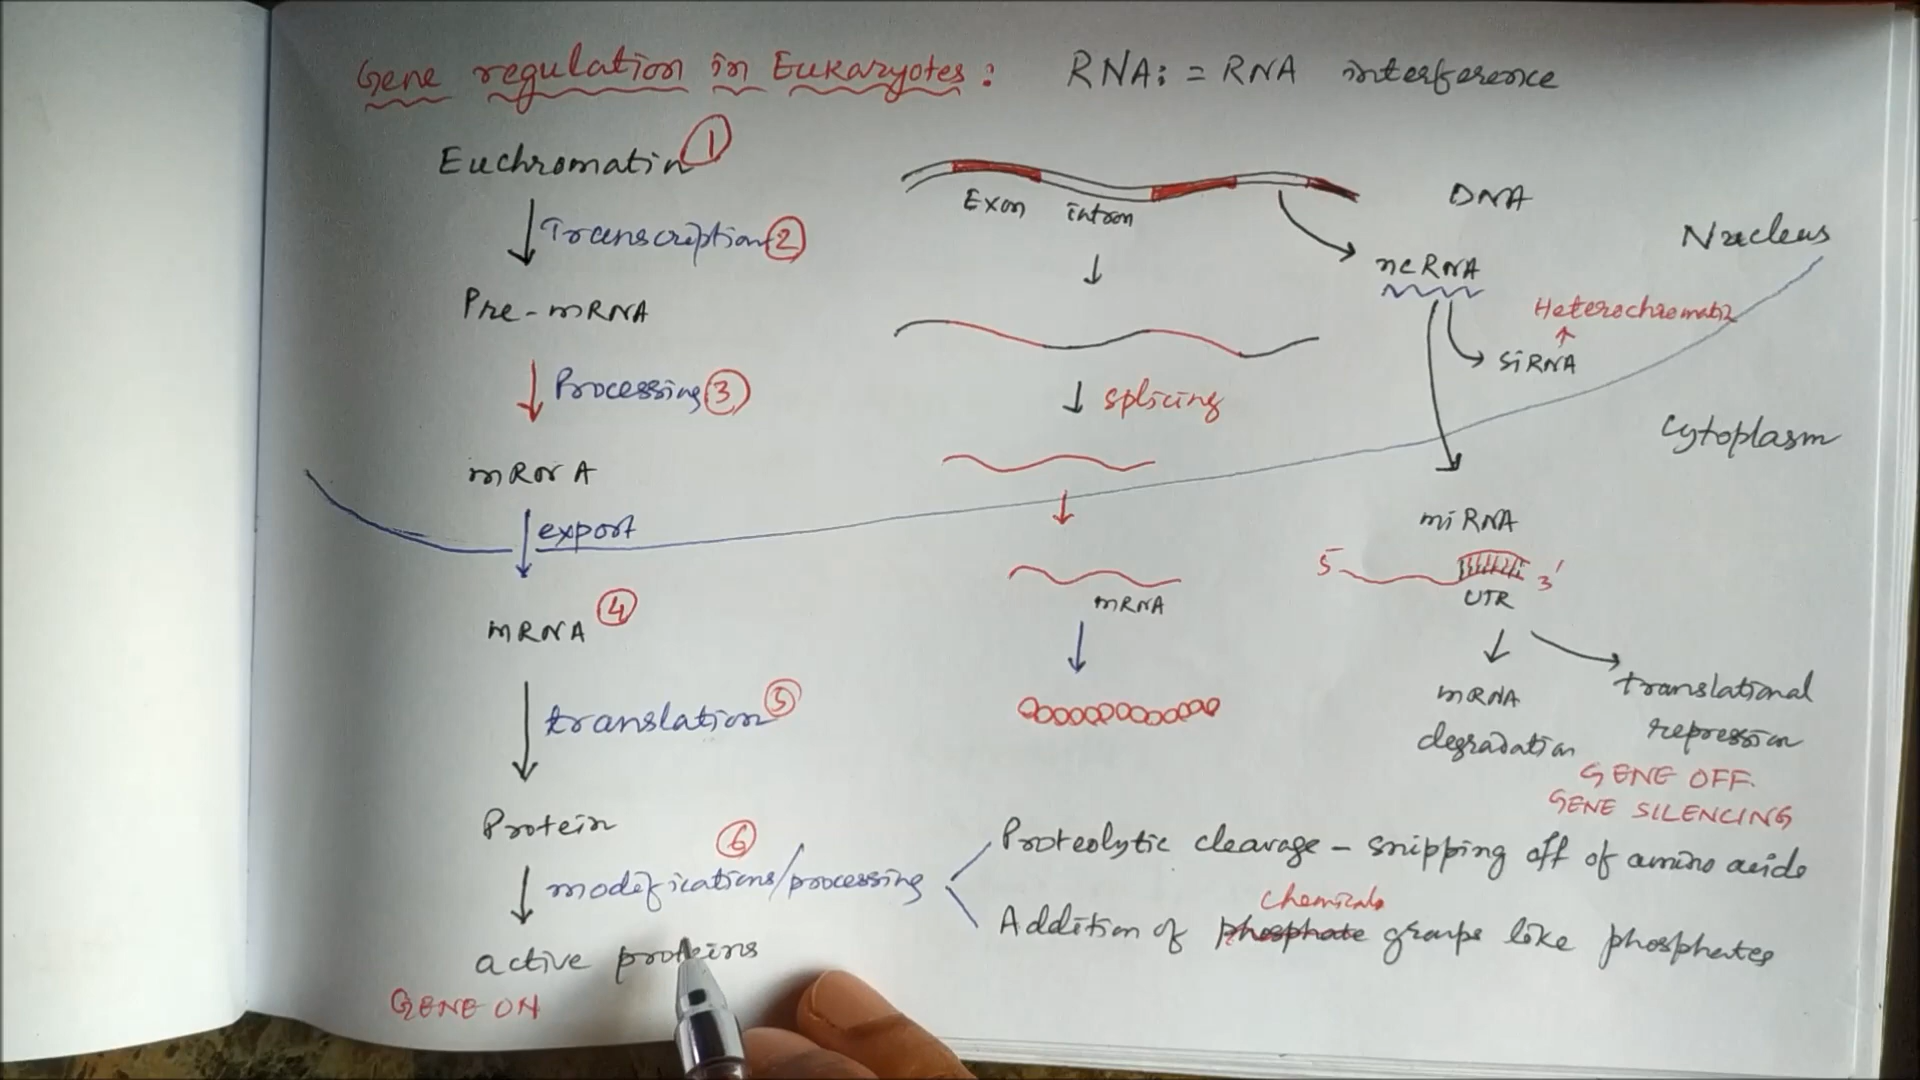 Gene regulation in Eukaryotes: RNAi = RNA interference
Euchromatin ①
Transcription ②
Pre-mRNA
Processing ③
mRNA
export
mRNA ④
translation ⑤
Protein
⑥
modifications/processing
active proteins
GENE ON
Exon intron
DNA
Nucleus
ncRNA
Heterochromatin
siRNA
splicing
Cytoplasm
miRNA
5' 3'
UTR
mRNA
mRNA degradation
translational repression
GENE OFF.
GENE SILENCING
Proteolytic cleavage - snipping off of amino acids
chemicals
Addition of phosphate groups like phosphates